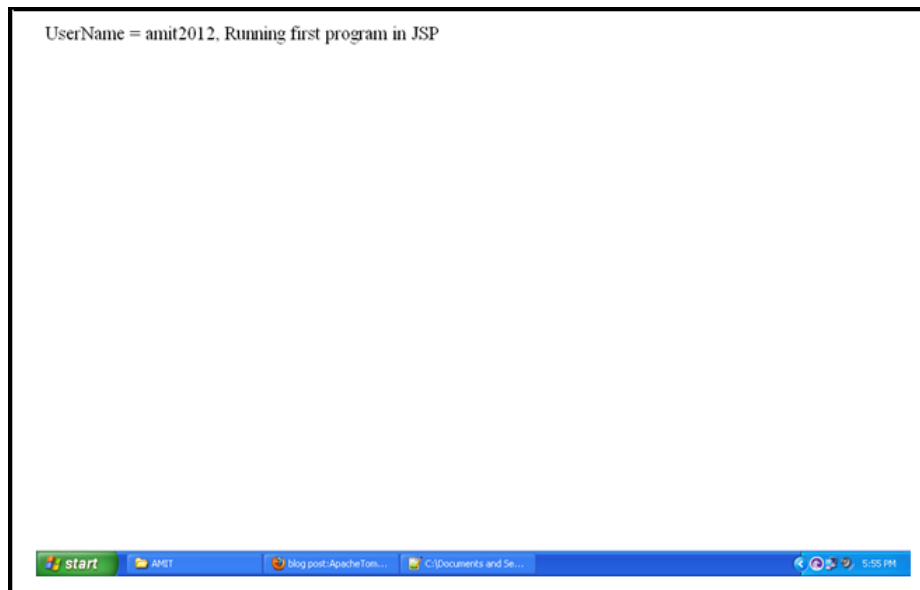 UserName = amit2012, Running first program in JSP
start AMIT blog post:ApacheTom... C:\Documents and Se... 5:55 PM